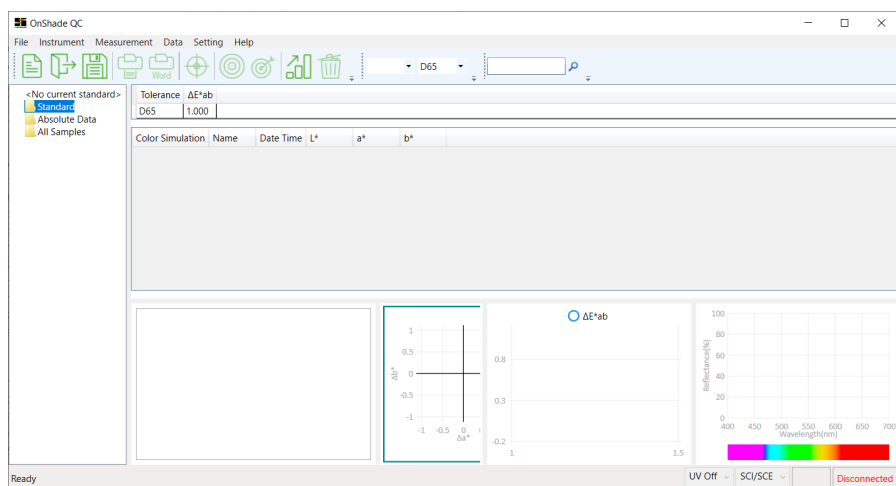 OnShade QC
File Instrument Measurement Data Setting Help
Word
D65
<No current standard>
Standard
Absolute Data
All Samples
Tolerance ΔE*ab
D65 1.000
Color Simulation Name Date Time L* a* b*
1
0.5
0
-0.5
-1
Δb*
-1 -0.5 0
Δa*
ΔE*ab
0.8
0.3
-0.2
1 1.5
100
80
60
40
20
0
Reflectance(%)
400 450 500 550 600 650 700
Wavelength(nm)
Ready
UV Off SCI/SCE Disconnected